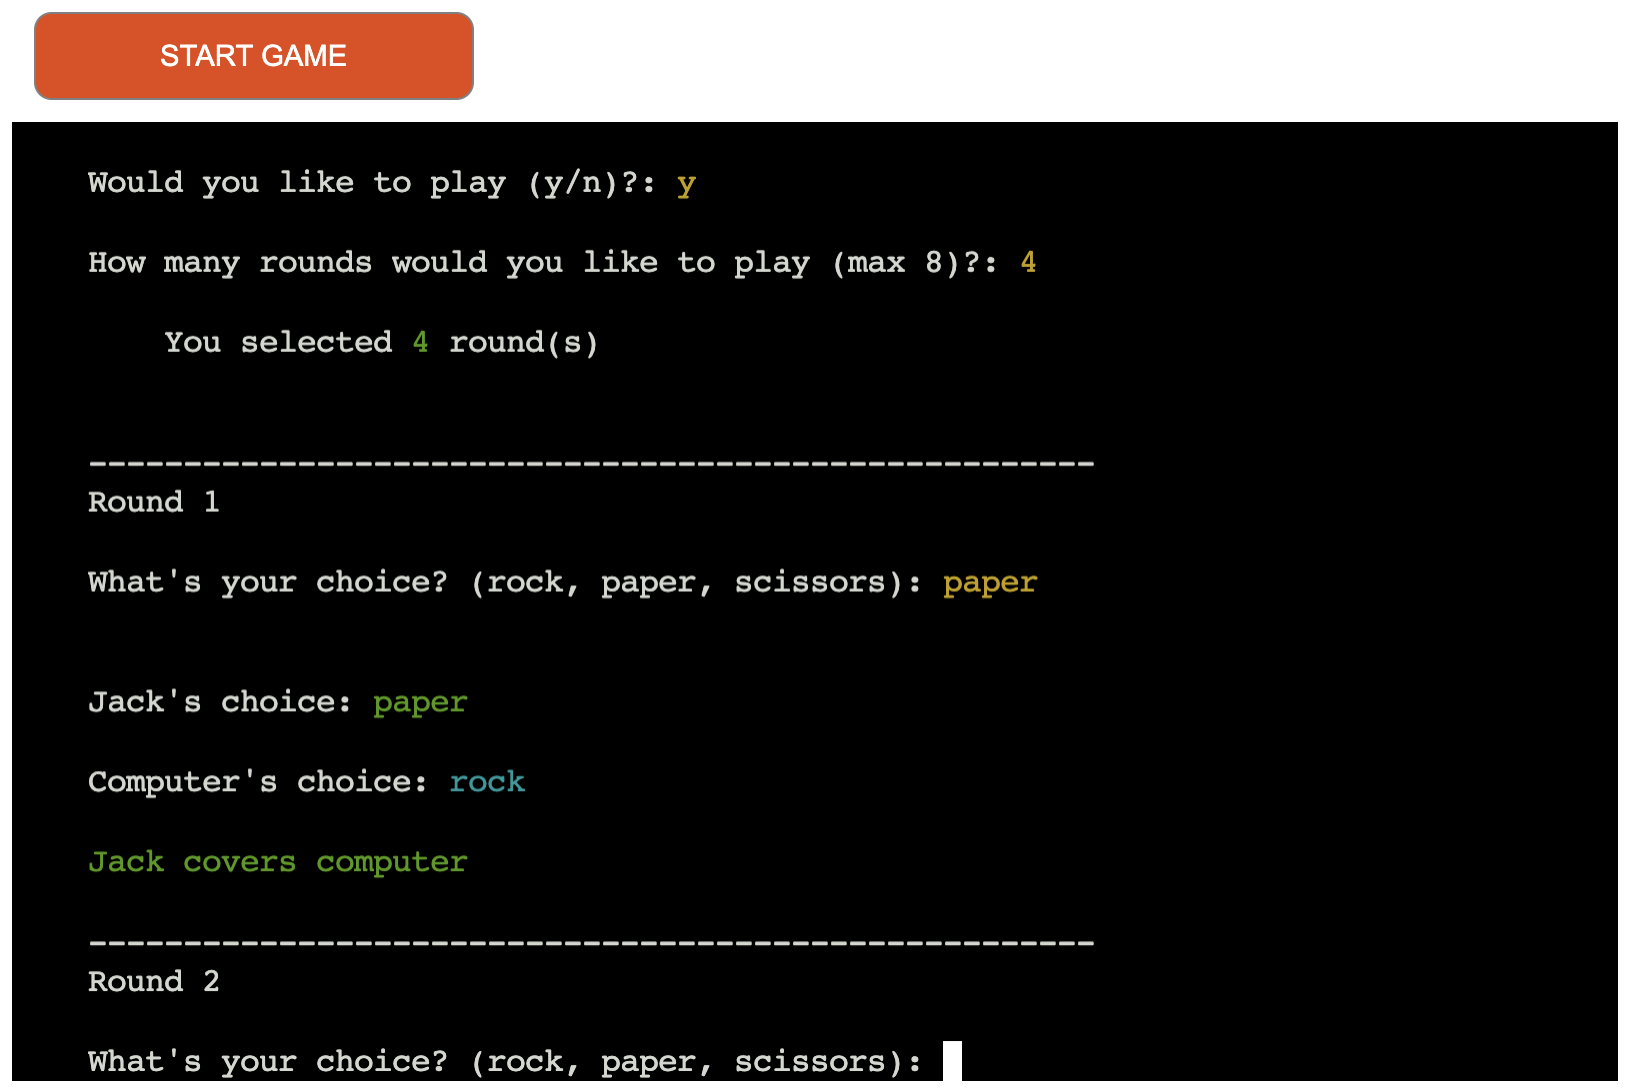 START GAME
Would you like to play (y/n)?: y
How many rounds would you like to play (max 8)?: 4
You selected 4 round(s)
-----------------------------------------------------
Round 1
What's your choice? (rock, paper, scissors): paper
Jack's choice: paper
Computer's choice: rock
Jack covers computer
-----------------------------------------------------
Round 2
What's your choice? (rock, paper, scissors):